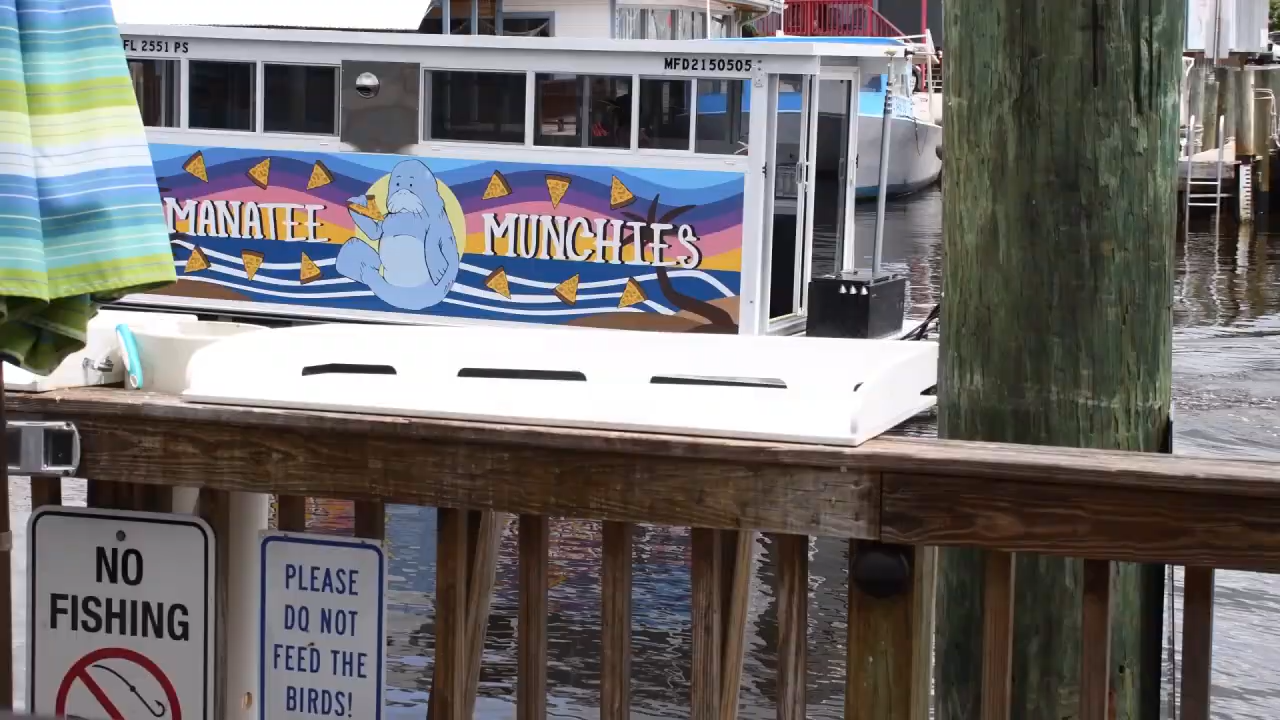 FL 2551 PS
MFD2150505
MANATEE MUNCHIES
NO
FISHING
PLEASE
DO NOT
FEED THE
BIRDS!